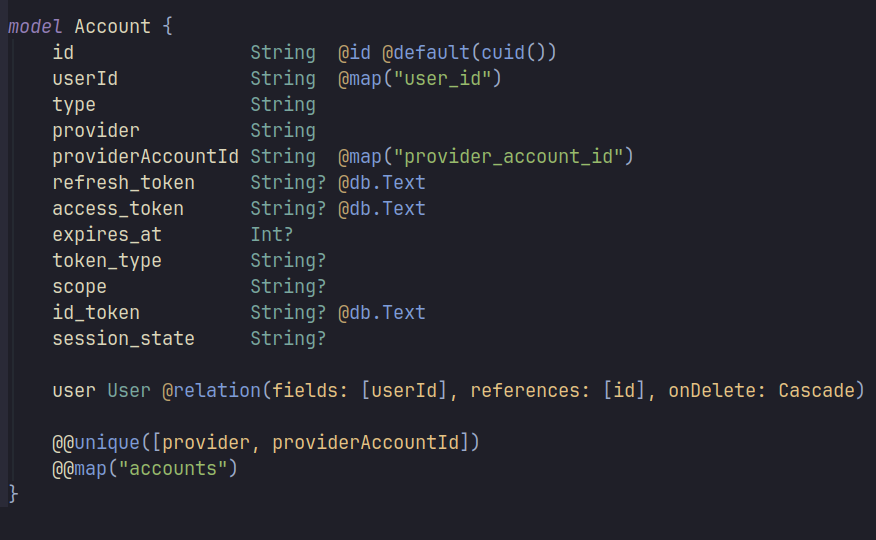 model Account {
    id                String  @id @default(cuid())
    userId            String  @map("user_id")
    type              String
    provider          String
    providerAccountId String  @map("provider_account_id")
    refresh_token     String? @db.Text
    access_token      String? @db.Text
    expires_at        Int?
    token_type        String?
    scope             String?
    id_token          String? @db.Text
    session_state     String?

    user User @relation(fields: [userId], references: [id], onDelete: Cascade)

    @@unique([provider, providerAccountId])
    @@map("accounts")
}